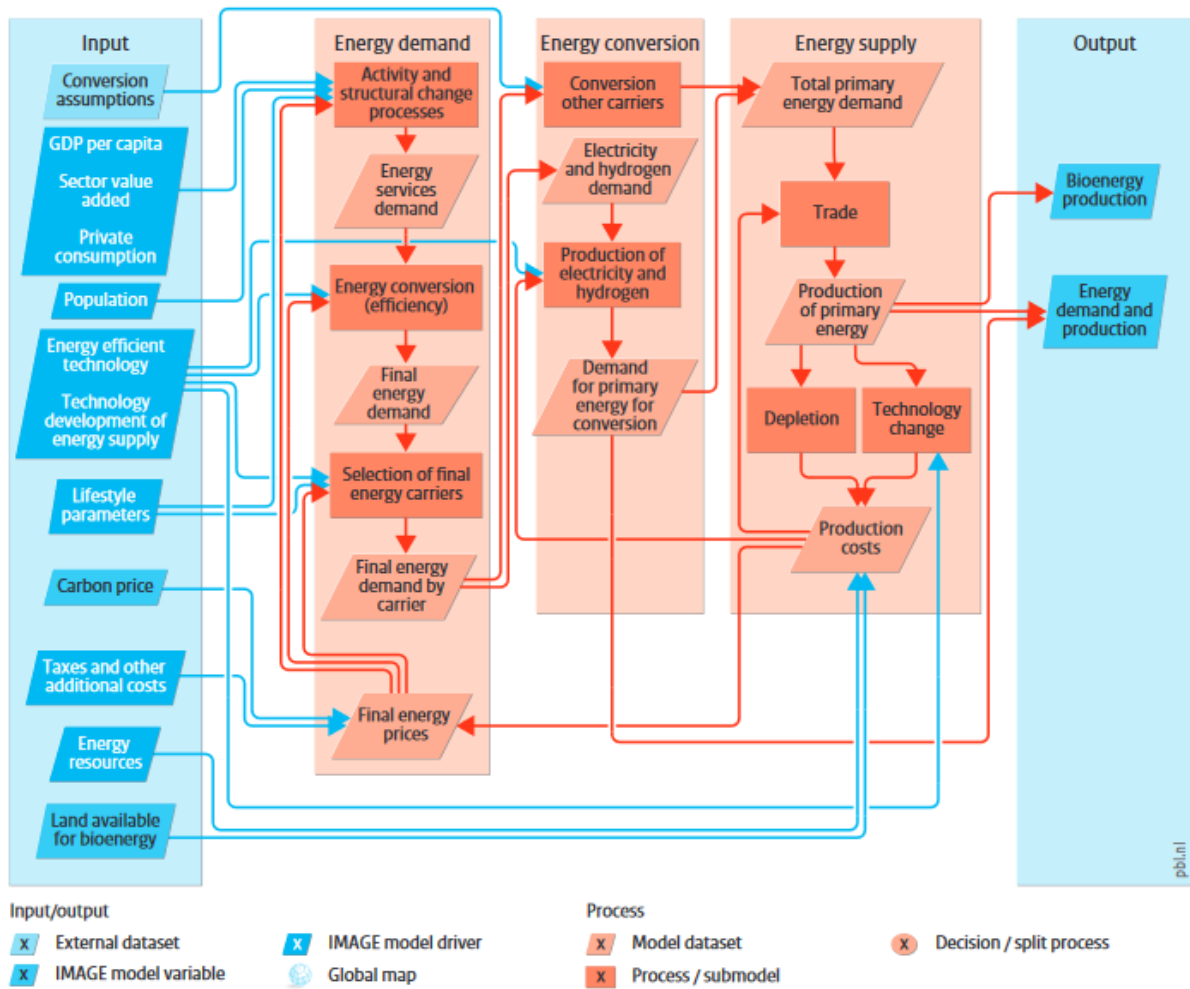 Input
Conversion
assumptions
GDP per capita
Sector value
added
Private
consumption
Population
Energy efficient
technology
Technology
development of
energy supply
Lifestyle
parameters
Carbon price
Taxes and other
additional costs
Energy
resources
Land available
for bioenergy
Energy demand
Activity and
structural change
processes
Energy
services
demand
Energy conversion
(efficiency)
Final
energy
demand
Selection of final
energy carriers
Final energy
demand by
carrier
Final energy
prices
Energy conversion
Conversion
other carriers
Electricity
and hydrogen
demand
Production of
electricity and
hydrogen
Demand
for primary
energy for
conversion
Energy supply
Total primary
energy demand
Trade
Production
of primary
energy
Depletion
Technology
change
Production
costs
Output
Bioenergy
production
Energy
demand and
production
pbl.nl
Input/output
X External dataset
X IMAGE model variable
X IMAGE model driver
Global map
Process
X Model dataset
X Process / submodel
X Decision / split process